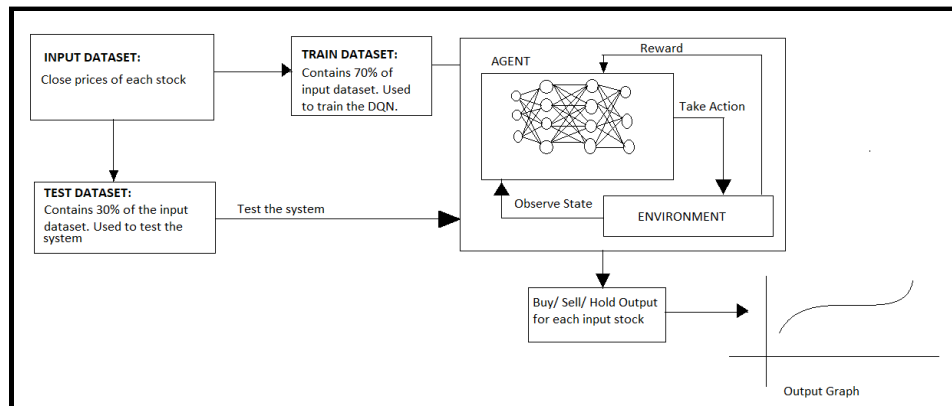 INPUT DATASET:
Close prices of each stock
TRAIN DATASET:
Contains 70% of
input dataset. Used
to train the DQN.
AGENT
Reward
Take Action
TEST DATASET:
Contains 30% of the input
dataset. Used to test the
system
Test the system
Observe State
ENVIRONMENT
Buy/ Sell/ Hold Output
for each input stock
Output Graph